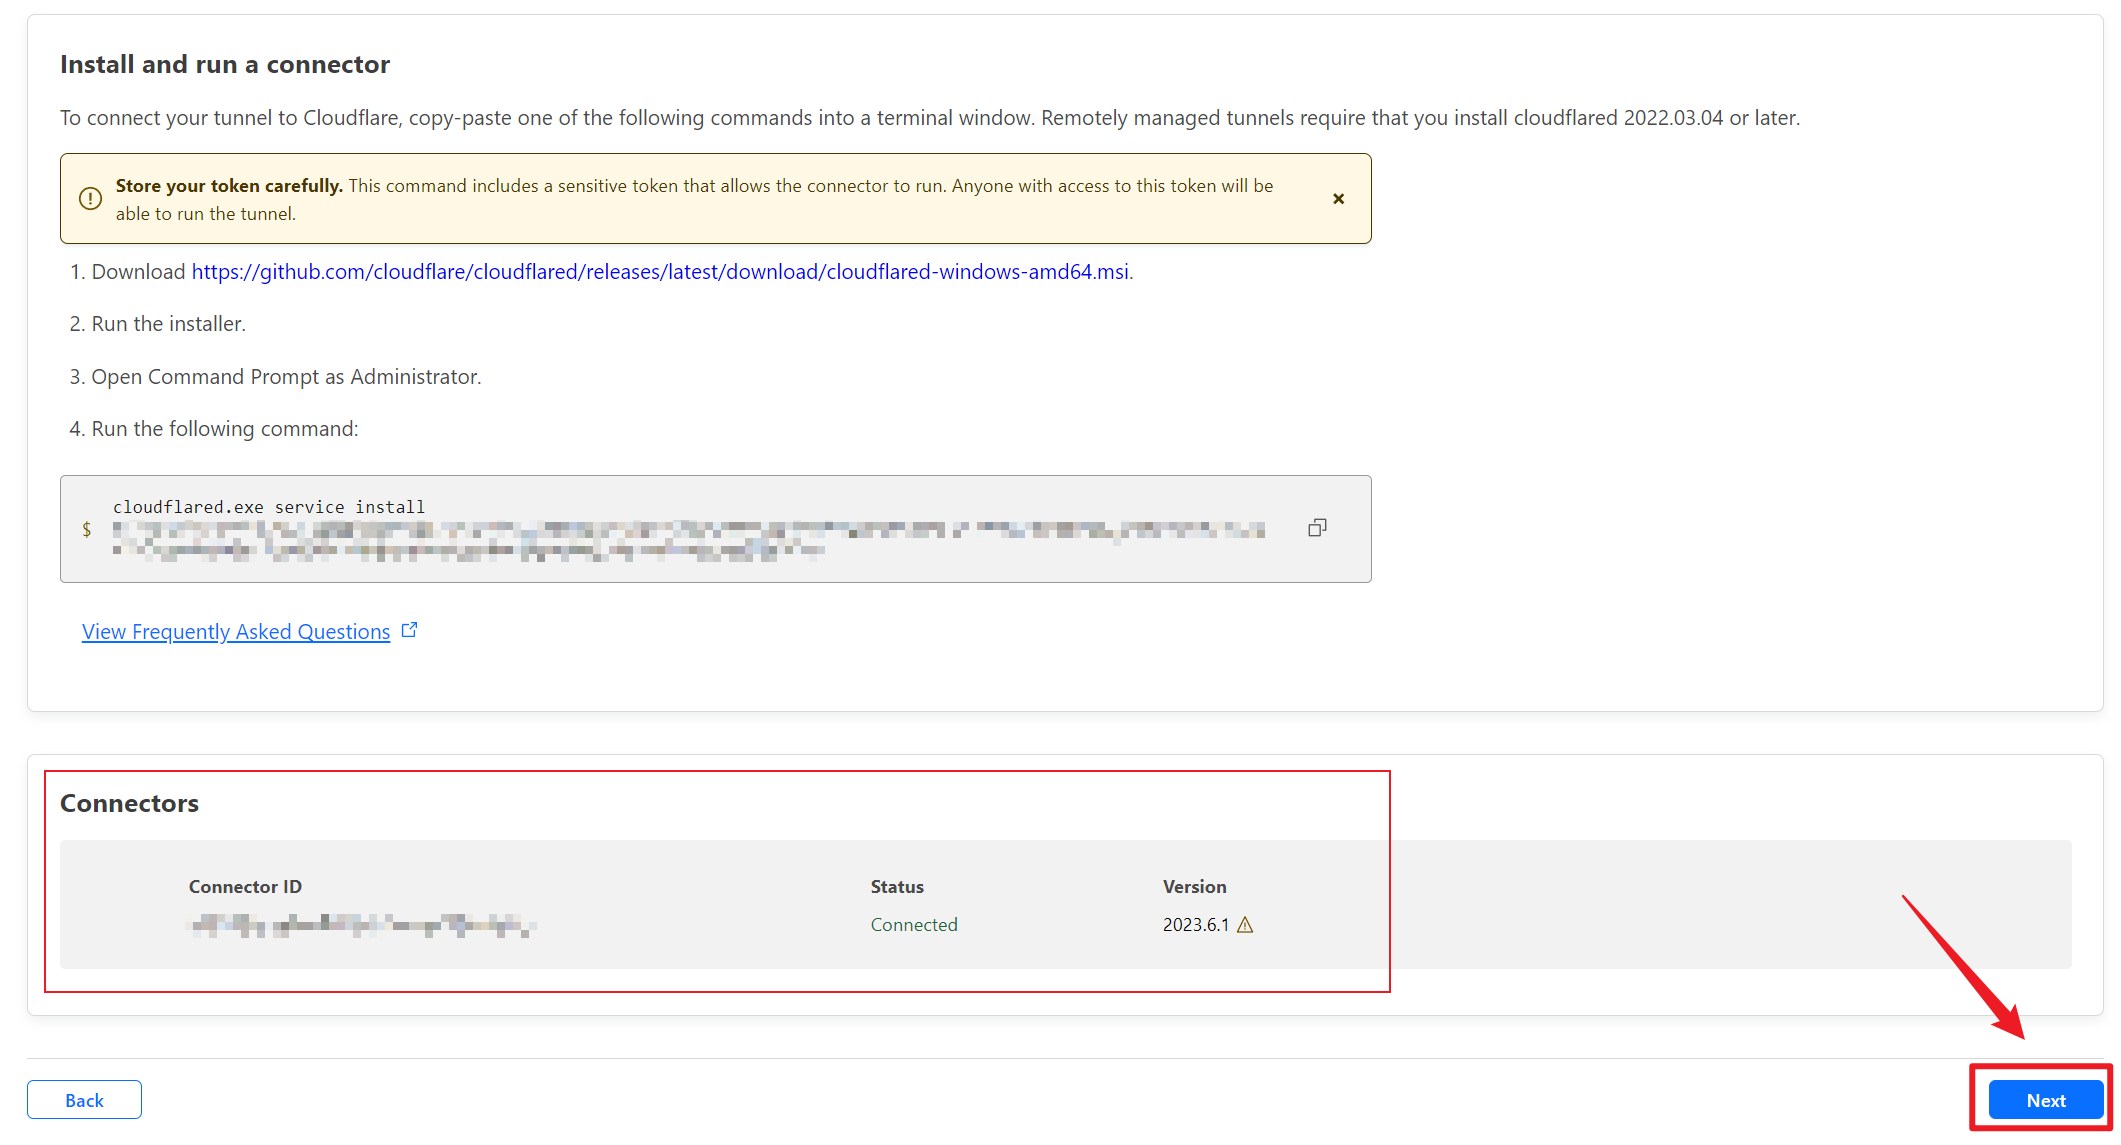 Install and run a connector
To connect your tunnel to Cloudflare, copy-paste one of the following commands into a terminal window. Remotely managed tunnels require that you install cloudflared 2022.03.04 or later.
Store your token carefully. This command includes a sensitive token that allows the connector to run. Anyone with access to this token will be
able to run the tunnel.
1. Download https://github.com/cloudflare/cloudflared/releases/latest/download/cloudflared-windows-amd64.msi.
2. Run the installer.
3. Open Command Prompt as Administrator.
4. Run the following command:
cloudflared.exe service install
$
View Frequently Asked Questions
Connectors
Connector ID Status Version
Connected 2023.6.1
Back Next